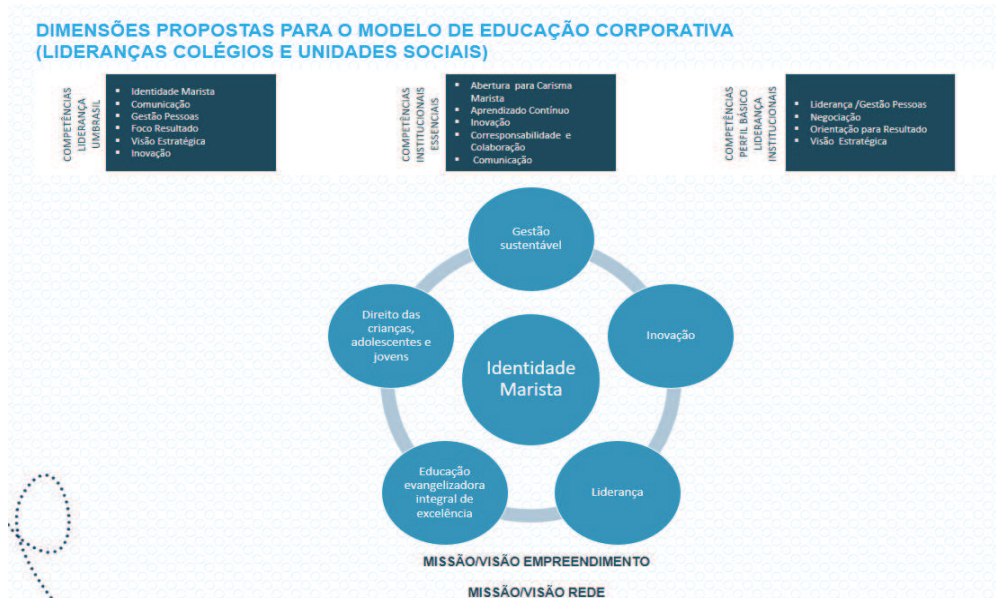 DIMENSÕES PROPOSTAS PARA O MODELO DE EDUCAÇÃO CORPORATIVA
(LIDERANÇAS COLÉGIOS E UNIDADES SOCIAIS)
COMPETÊNCIAS
LIDERANÇA
UMBRASIL
▪ Identidade Marista
▪ Comunicação
▪ Gestão Pessoas
▪ Foco Resultado
▪ Visão Estratégica
▪ Inovação
COMPETÊNCIAS
INSTITUCIONAIS
ESSENCIAIS
▪ Abertura para Carisma
Marista
▪ Aprendizado Contínuo
▪ Inovação
▪ Corresponsabilidade e
Colaboração
▪ Comunicação
COMPETÊNCIAS
PERFIL BÁSICO
LIDERANÇA
INSTITUCIONAIS
▪ Liderança /Gestão Pessoas
▪ Negociação
▪ Orientação para Resultado
▪ Visão Estratégica
Gestão
sustentável
Direito das
crianças,
adolescentes e
jovens
Inovação
Identidade
Marista
Educação
evangelizadora
integral de
excelência
Liderança
MISSÃO/VISÃO EMPREENDIMENTO
MISSÃO/VISÃO REDE